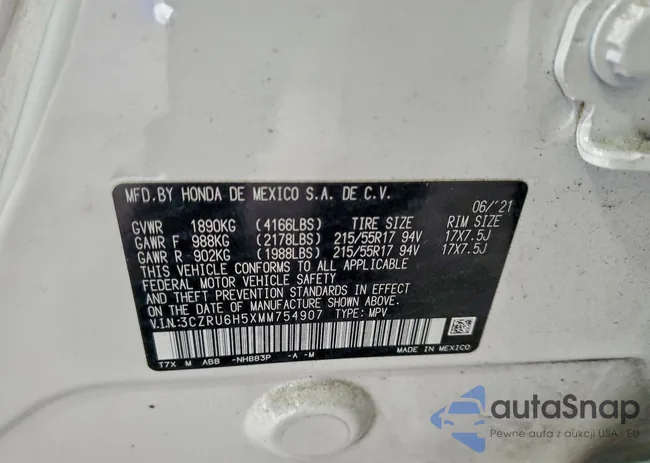 MFD.BY HONDA DE MEXICO S.A. DE C.V.
06/'21
GVWR 1890KG (4166LBS) TIRE SIZE RIM SIZE
GAWR F 988KG (2178LBS) 215/55R17 94V 17X7.5J
GAWR R 902KG (1988LBS) 215/55R17 94V 17X7.5J
THIS VEHICLE CONFORMS TO ALL APPLICABLE
FEDERAL MOTOR VEHICLE SAFETY, BUMPER,
AND THEFT PREVENTION STANDARDS IN EFFECT
ON THE DATE OF MANUFACTURE SHOWN ABOVE.
V.I.N.:3CZRU6H5XMM754907 TYPE: MPV
MADE IN MEXICO
T7X M ABB -NH883P -A -M
autaSnap
Pewne auta z aukcji USA i EU